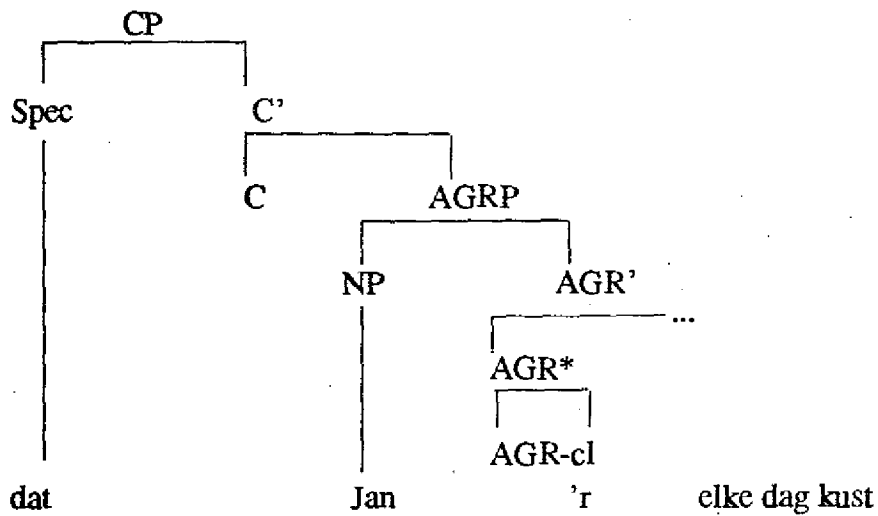 CP
Spec C'
C AGRP
NP AGR'
...
AGR*
AGR-cl
dat Jan 'r elke dag kust